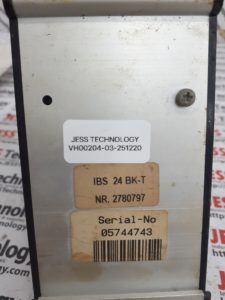 JESS TECHNOLOGY
VH00204-03-251220
IBS 24 BK-T
NR. 2780797
Serial-No
05744743